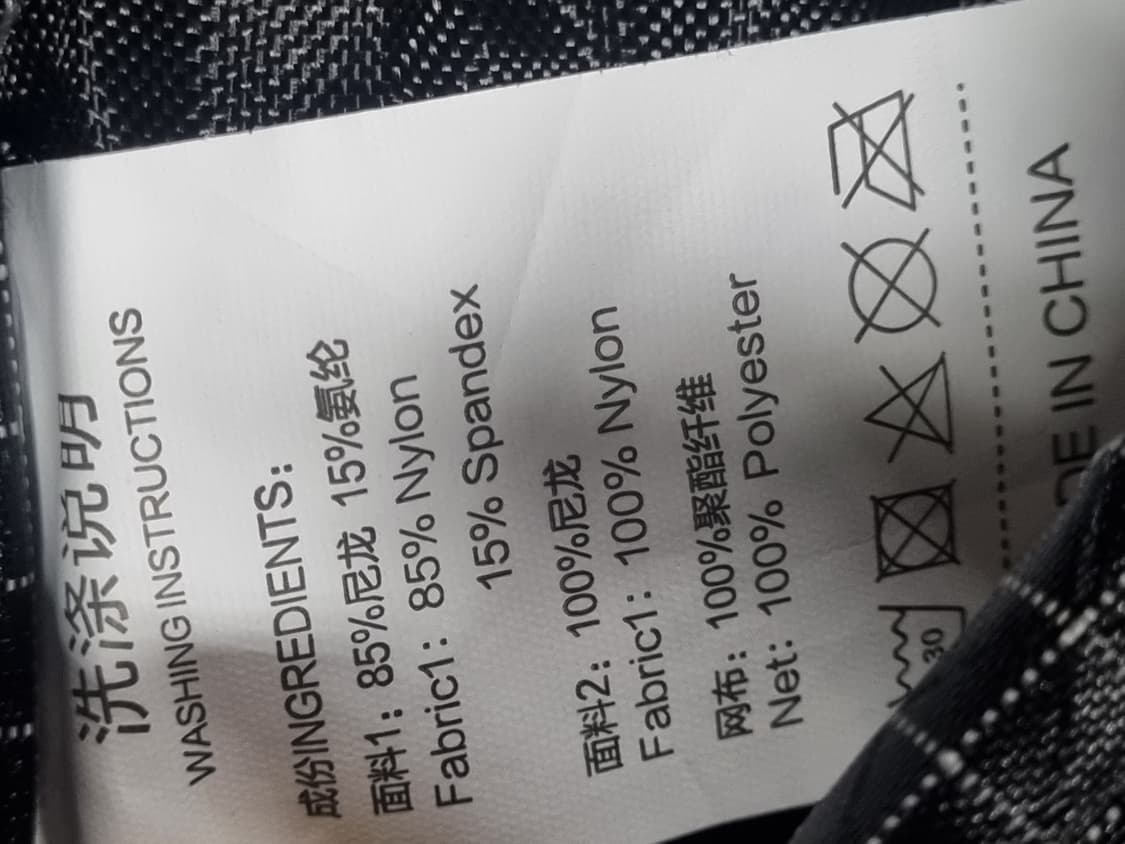 洗涤说明
WASHING INSTRUCTIONS
成份INGREDIENTS:
面料1: 85%尼龙 15%氨纶
Fabric1: 85% Nylon
15% Spandex
面料2: 100%尼龙
Fabric1: 100% Nylon
网布: 100%聚酯纤维
Net: 100% Polyester
30
IN CHINA